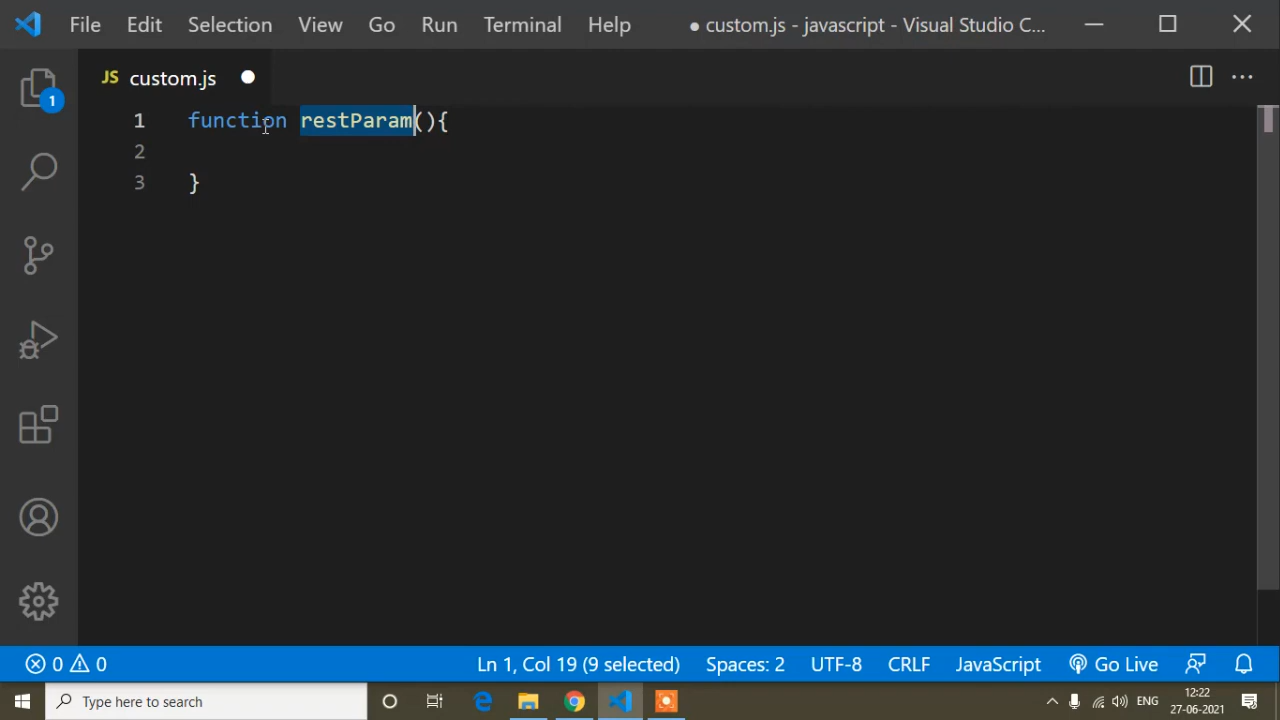 File Edit Selection View Go Run Terminal Help ● custom.js - javascript - Visual Studio C...
JS custom.js
1
1 function restParam(){
2
3 }
0 0 Ln 1, Col 19 (9 selected) Spaces: 2 UTF-8 CRLF JavaScript Go Live
Type here to search ENG 12:22
27-06-2021